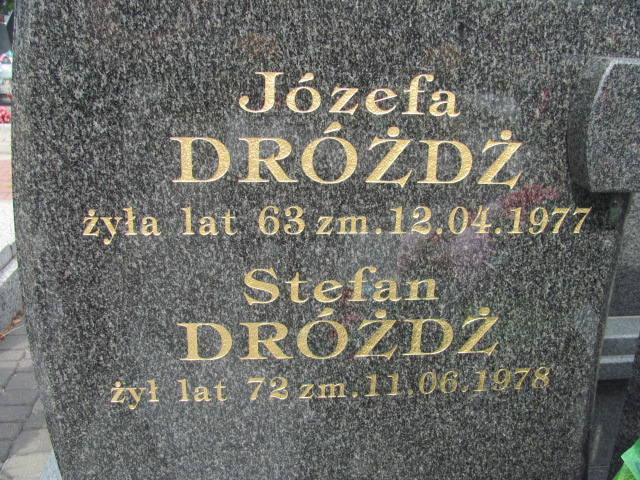 Józefa
DRÓŻDŻ
żyła lat 63 zm.12.04.1977
Stefan
DRÓŻDŻ
żył lat 72 zm.11.06.1978